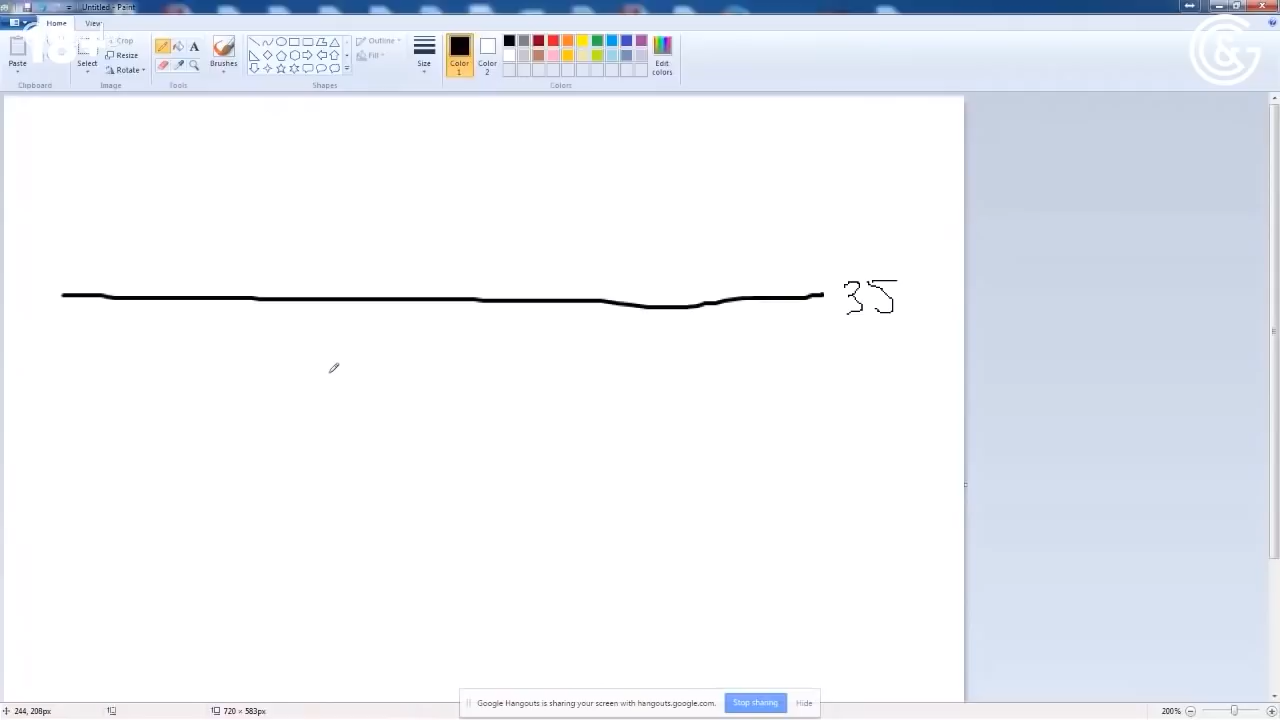 Untitled - Paint
Home View
Paste
Clipboard
Select
Crop
Resize
Rotate
Image
A
Tools
Brushes
Shapes
Outline
Fill
Size
Color 1
Color 2
Edit colors
Colors
G&G
35
Google Hangouts is sharing your screen with hangouts.google.com.
Stop sharing
Hide
244, 138px
720 × 583px
200%